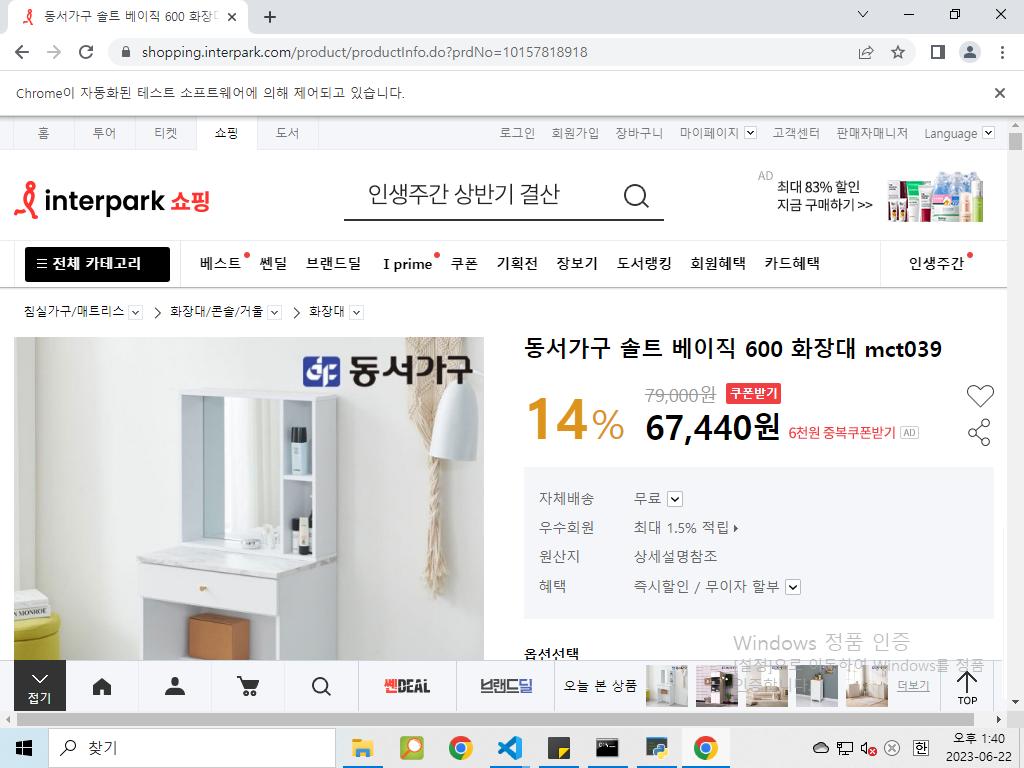 동서가구 솔트 베이직 600 화장대
shopping.interpark.com/product/productInfo.do?prdNo=10157818918
Chrome이 자동화된 테스트 소프트웨어에 의해 제어되고 있습니다.
홈 투어 티켓 쇼핑 도서 로그인 회원가입 장바구니 마이페이지 고객센터 판매자매니저 Language
interpark 쇼핑
인생주간 상반기 결산
AD
최대 83% 할인
지금 구매하기 >>
전체 카테고리 베스트 쎈딜 브랜드딜 I prime 쿠폰 기획전 장보기 도서랭킹 회원혜택 카드혜택 인생주간
침실가구/매트리스 화장대/콘솔/거울 화장대
동서가구
동서가구 솔트 베이직 600 화장대 mct039
14%
79,000원 쿠폰받기
67,440원 6천원 중복쿠폰받기 AD
자체배송 무료
우수회원 최대 1.5% 적립
원산지 상세설명참조
혜택 즉시할인 / 무이자 할부
MONROE
옵션선택
Windows 정품 인증
[설정]으로 이동하여 Windows를 정품
인증합니다.
접기
쎈DEAL
브랜드딜
오늘 본 상품
더보기
TOP
찾기
한
오후 1:40
2023-06-22